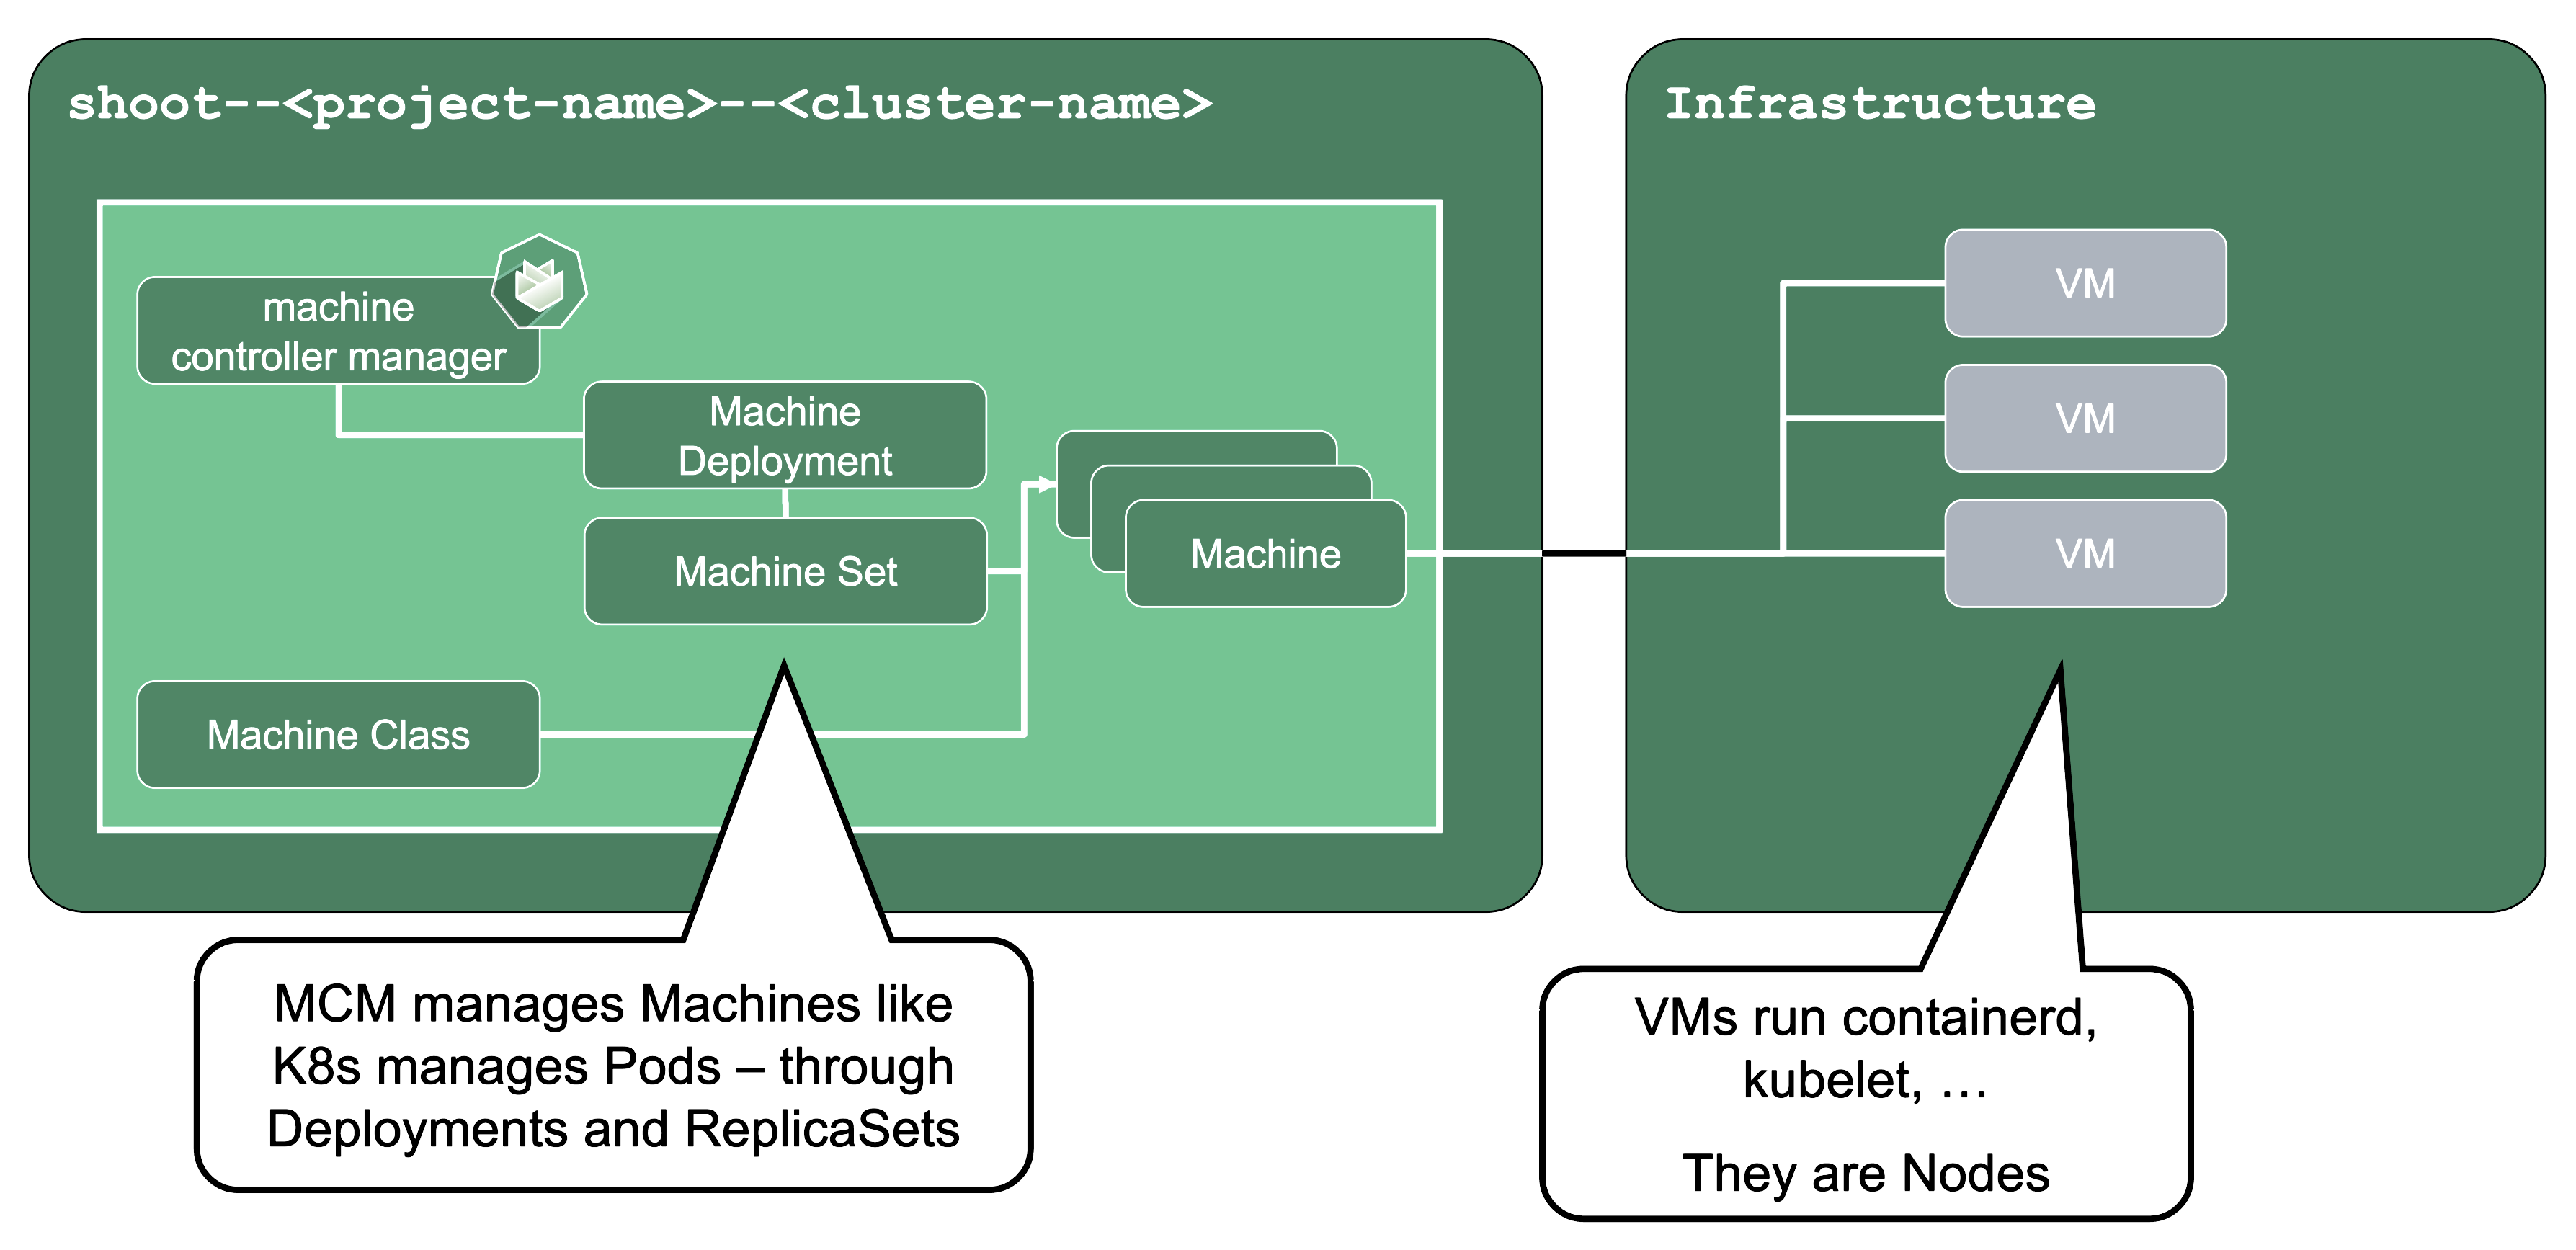 shoot--<project-name>--<cluster-name>
machine
controller manager
Machine
Deployment
Machine Set
Machine
Machine Class
MCM manages Machines like
K8s manages Pods – through
Deployments and ReplicaSets
Infrastructure
VM
VM
VM
VMs run containerd,
kubelet, …
They are Nodes